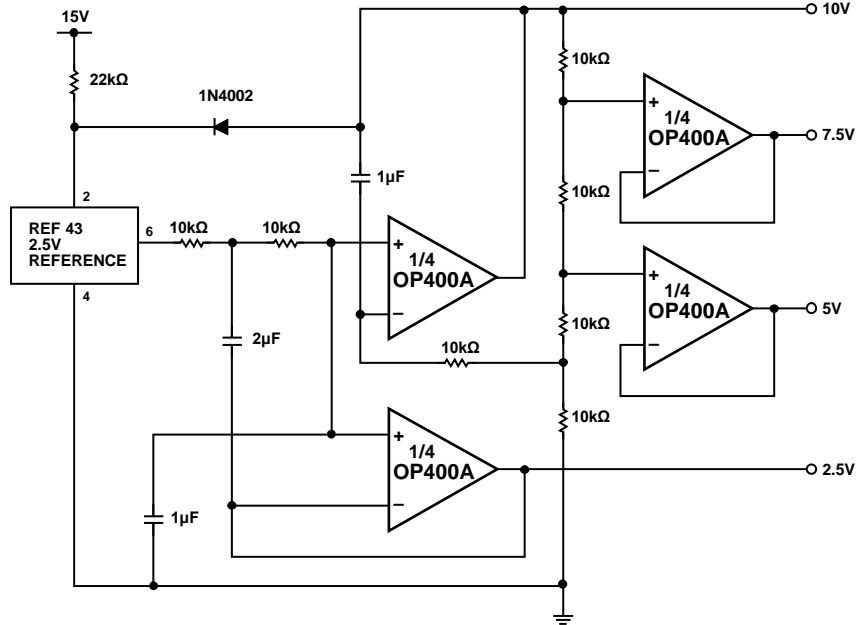 15V
10V
10kΩ
22kΩ
1N4002
+
1/4
OP400A
7.5V
–
1µF
10kΩ
2
REF 43
2.5V
REFERENCE
6
10kΩ
10kΩ
+
1/4
OP400A
–
4
+
1/4
OP400A
5V
–
10kΩ
2µF
10kΩ
10kΩ
+
1/4
OP400A
2.5V
–
1µF